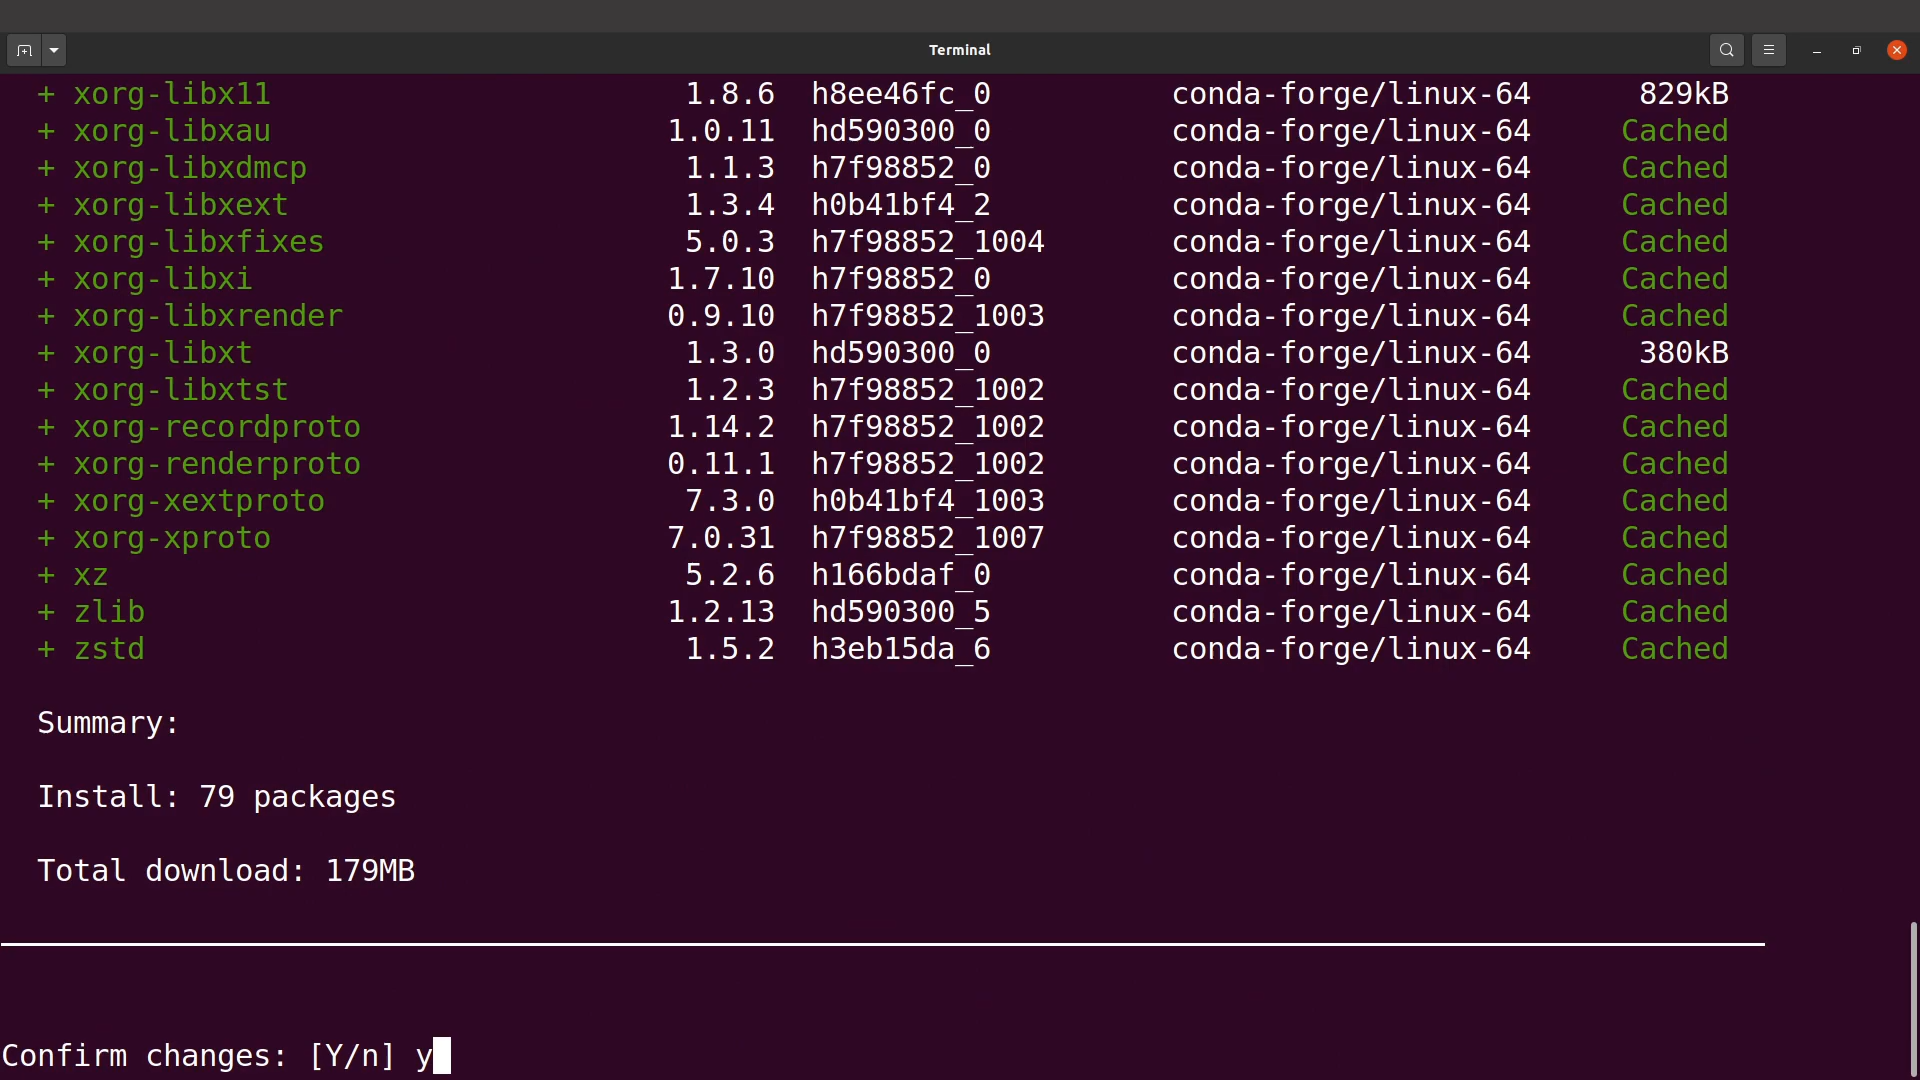 Terminal
+ xorg-libx11 1.8.6 h8ee46fc_0 conda-forge/linux-64 829kB
+ xorg-libxau 1.0.11 hd590300_0 conda-forge/linux-64 Cached
+ xorg-libxdmcp 1.1.3 h7f98852_0 conda-forge/linux-64 Cached
+ xorg-libxext 1.3.4 h0b41bf4_2 conda-forge/linux-64 Cached
+ xorg-libxfixes 5.0.3 h7f98852_1004 conda-forge/linux-64 Cached
+ xorg-libxi 1.7.10 h7f98852_0 conda-forge/linux-64 Cached
+ xorg-libxrender 0.9.10 h7f98852_1003 conda-forge/linux-64 Cached
+ xorg-libxt 1.3.0 hd590300_0 conda-forge/linux-64 380kB
+ xorg-libxtst 1.2.3 h7f98852_1002 conda-forge/linux-64 Cached
+ xorg-recordproto 1.14.2 h7f98852_1002 conda-forge/linux-64 Cached
+ xorg-renderproto 0.11.1 h7f98852_1002 conda-forge/linux-64 Cached
+ xorg-xextproto 7.3.0 h0b41bf4_1003 conda-forge/linux-64 Cached
+ xorg-xproto 7.0.31 h7f98852_1007 conda-forge/linux-64 Cached
+ xz 5.2.6 h166bdaf_0 conda-forge/linux-64 Cached
+ zlib 1.2.13 hd590300_5 conda-forge/linux-64 Cached
+ zstd 1.5.2 h3eb15da_6 conda-forge/linux-64 Cached
Summary:
Install: 79 packages
Total download: 179MB
Confirm changes: [Y/n] y